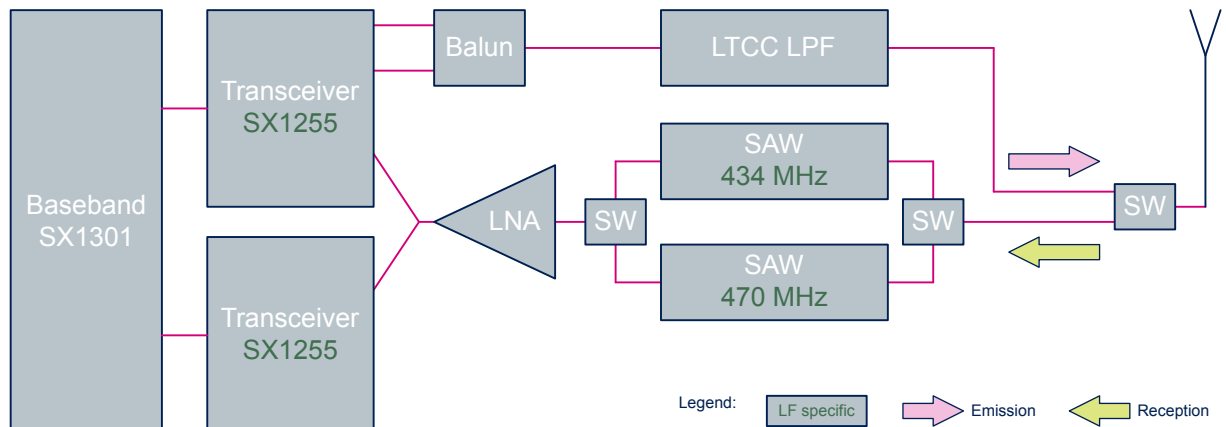 Balun
LTCC LPF
Transceiver
SX1255
SAW
434 MHz
Baseband
SX1301
LNA
SW
SW
SW
SAW
470 MHz
Transceiver
SX1255
Legend:
LF specific
Emission
Reception